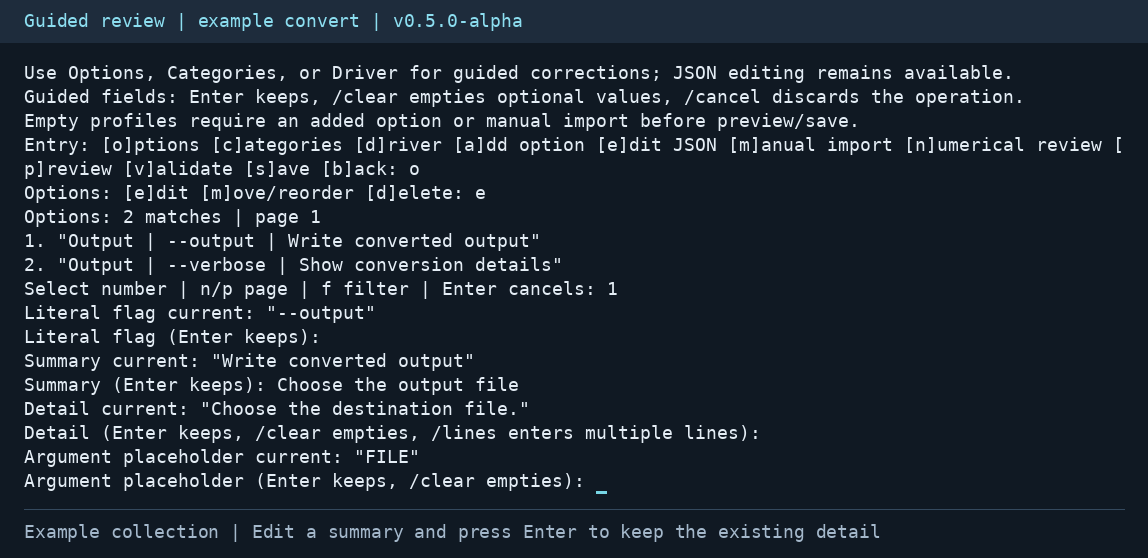 Guided review | example convert | v0.5.0-alpha
Use Options, Categories, or Driver for guided corrections; JSON editing remains available.
Guided fields: Enter keeps, /clear empties optional values, /cancel discards the operation.
Empty profiles require an added option or manual import before preview/save.
Entry: [o]ptions [c]ategories [d]river [a]dd option [e]dit JSON [m]anual import [n]umerical review [
p]review [v]alidate [s]ave [b]ack: o
Options: [e]dit [m]ove/reorder [d]elete: e
Options: 2 matches | page 1
1. "Output | --output | Write converted output"
2. "Output | --verbose | Show conversion details"
Select number | n/p page | f filter | Enter cancels: 1
Literal flag current: "--output"
Literal flag (Enter keeps):
Summary current: "Write converted output"
Summary (Enter keeps): Choose the output file
Detail current: "Choose the destination file."
Detail (Enter keeps, /clear empties, /lines enters multiple lines):
Argument placeholder current: "FILE"
Argument placeholder (Enter keeps, /clear empties): _
Example collection | Edit a summary and press Enter to keep the existing detail